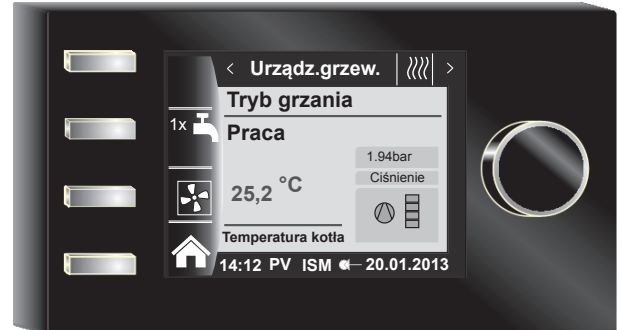 < Urządz.grzew. >
Tryb grzania
1x
Praca
1.94bar
Ciśnienie
25,2 °C
Temperatura kotła
14:12 PV ISM 20.01.2013